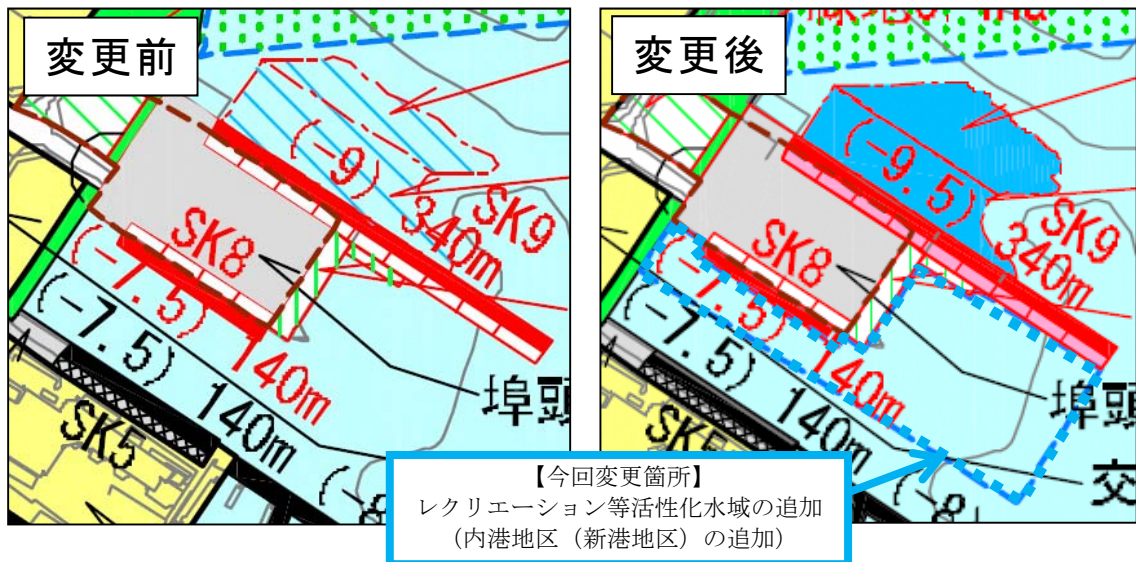 変更前
(-9)
340m
SK9
SK8
(-7.5)
140m
(-7.5)
140m
SK5
埠頭
変更後
(-9.5)
340m
SK9
SK8
(-7.5)
140m
(-7.5)
140m
埠頭
交
【今回変更箇所】
レクリエーション等活性化水域の追加
（内港地区（新港地区）の追加）